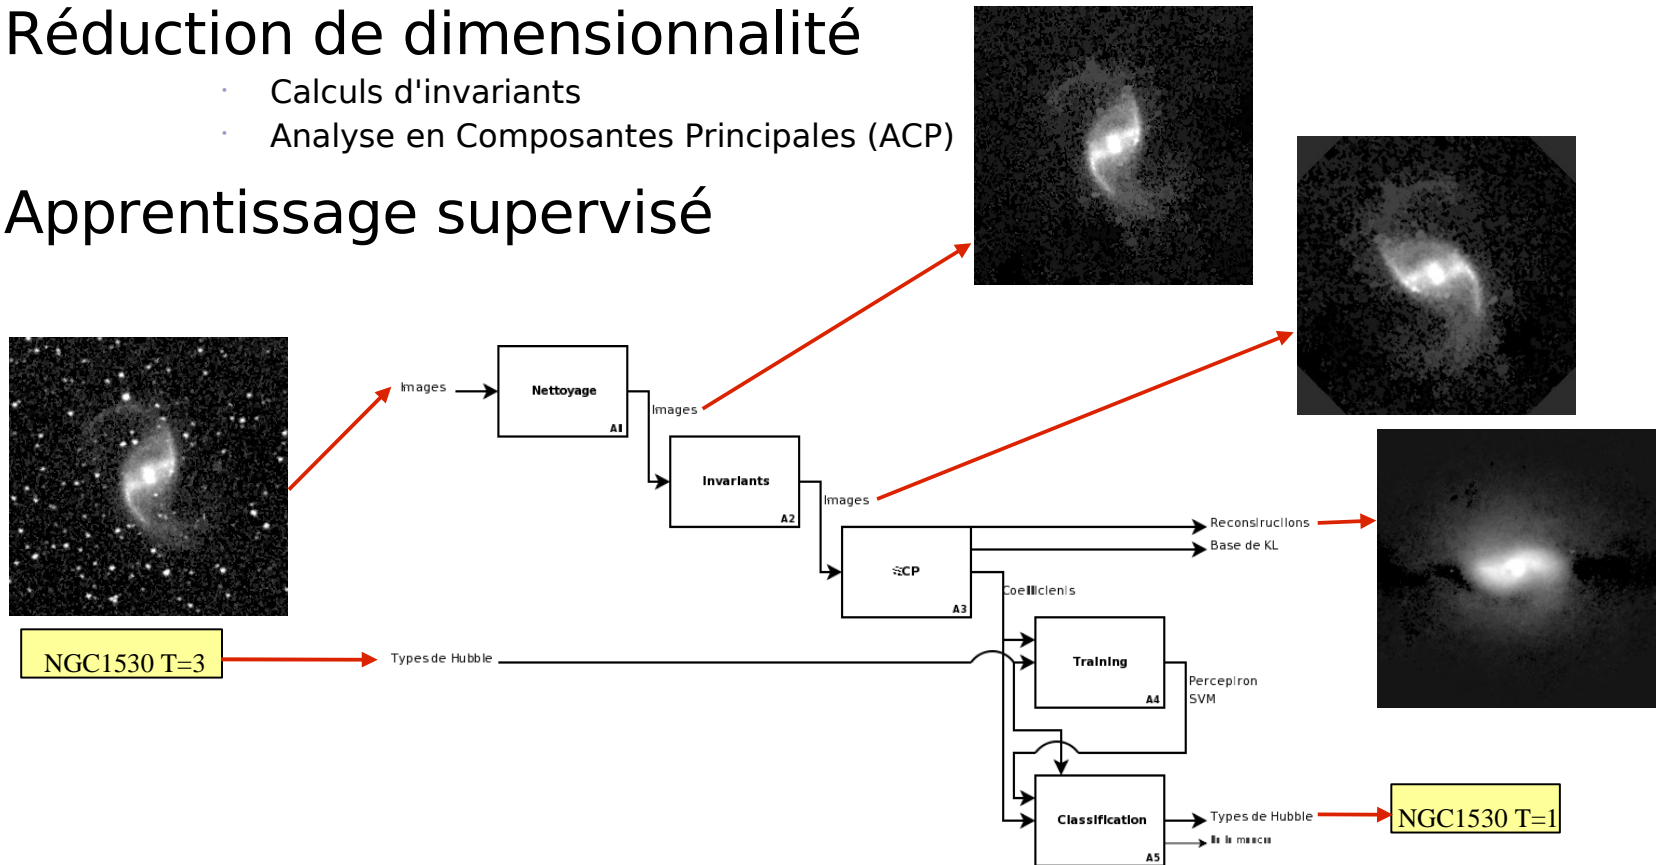 Réduction de dimensionnalité
Calculs d'invariants
Analyse en Composantes Principales (ACP)
Apprentissage supervisé
Images
Nettoyage
A1
Images
Invariants
A2
Images
ACP
A3
Reconstructions
Base de KL
Coefficients
NGC1530 T=3
Types de Hubble
Training
A4
Perceptron
SVM
Classification
A5
Types de Hubble
NGC1530 T=1